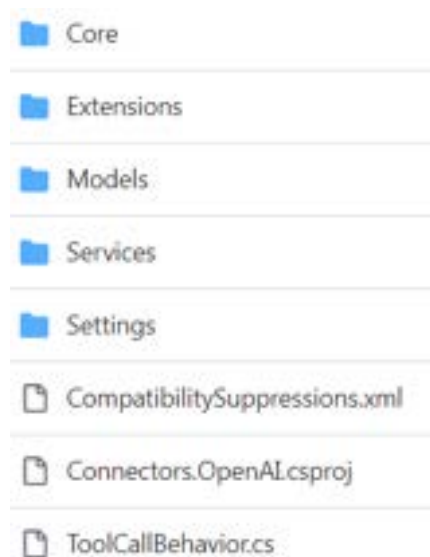 Core
Extensions
Models
Services
Settings
CompatibilitySuppressions.xml
Connectors.OpenAI.csproj
ToolCallBehavior.cs